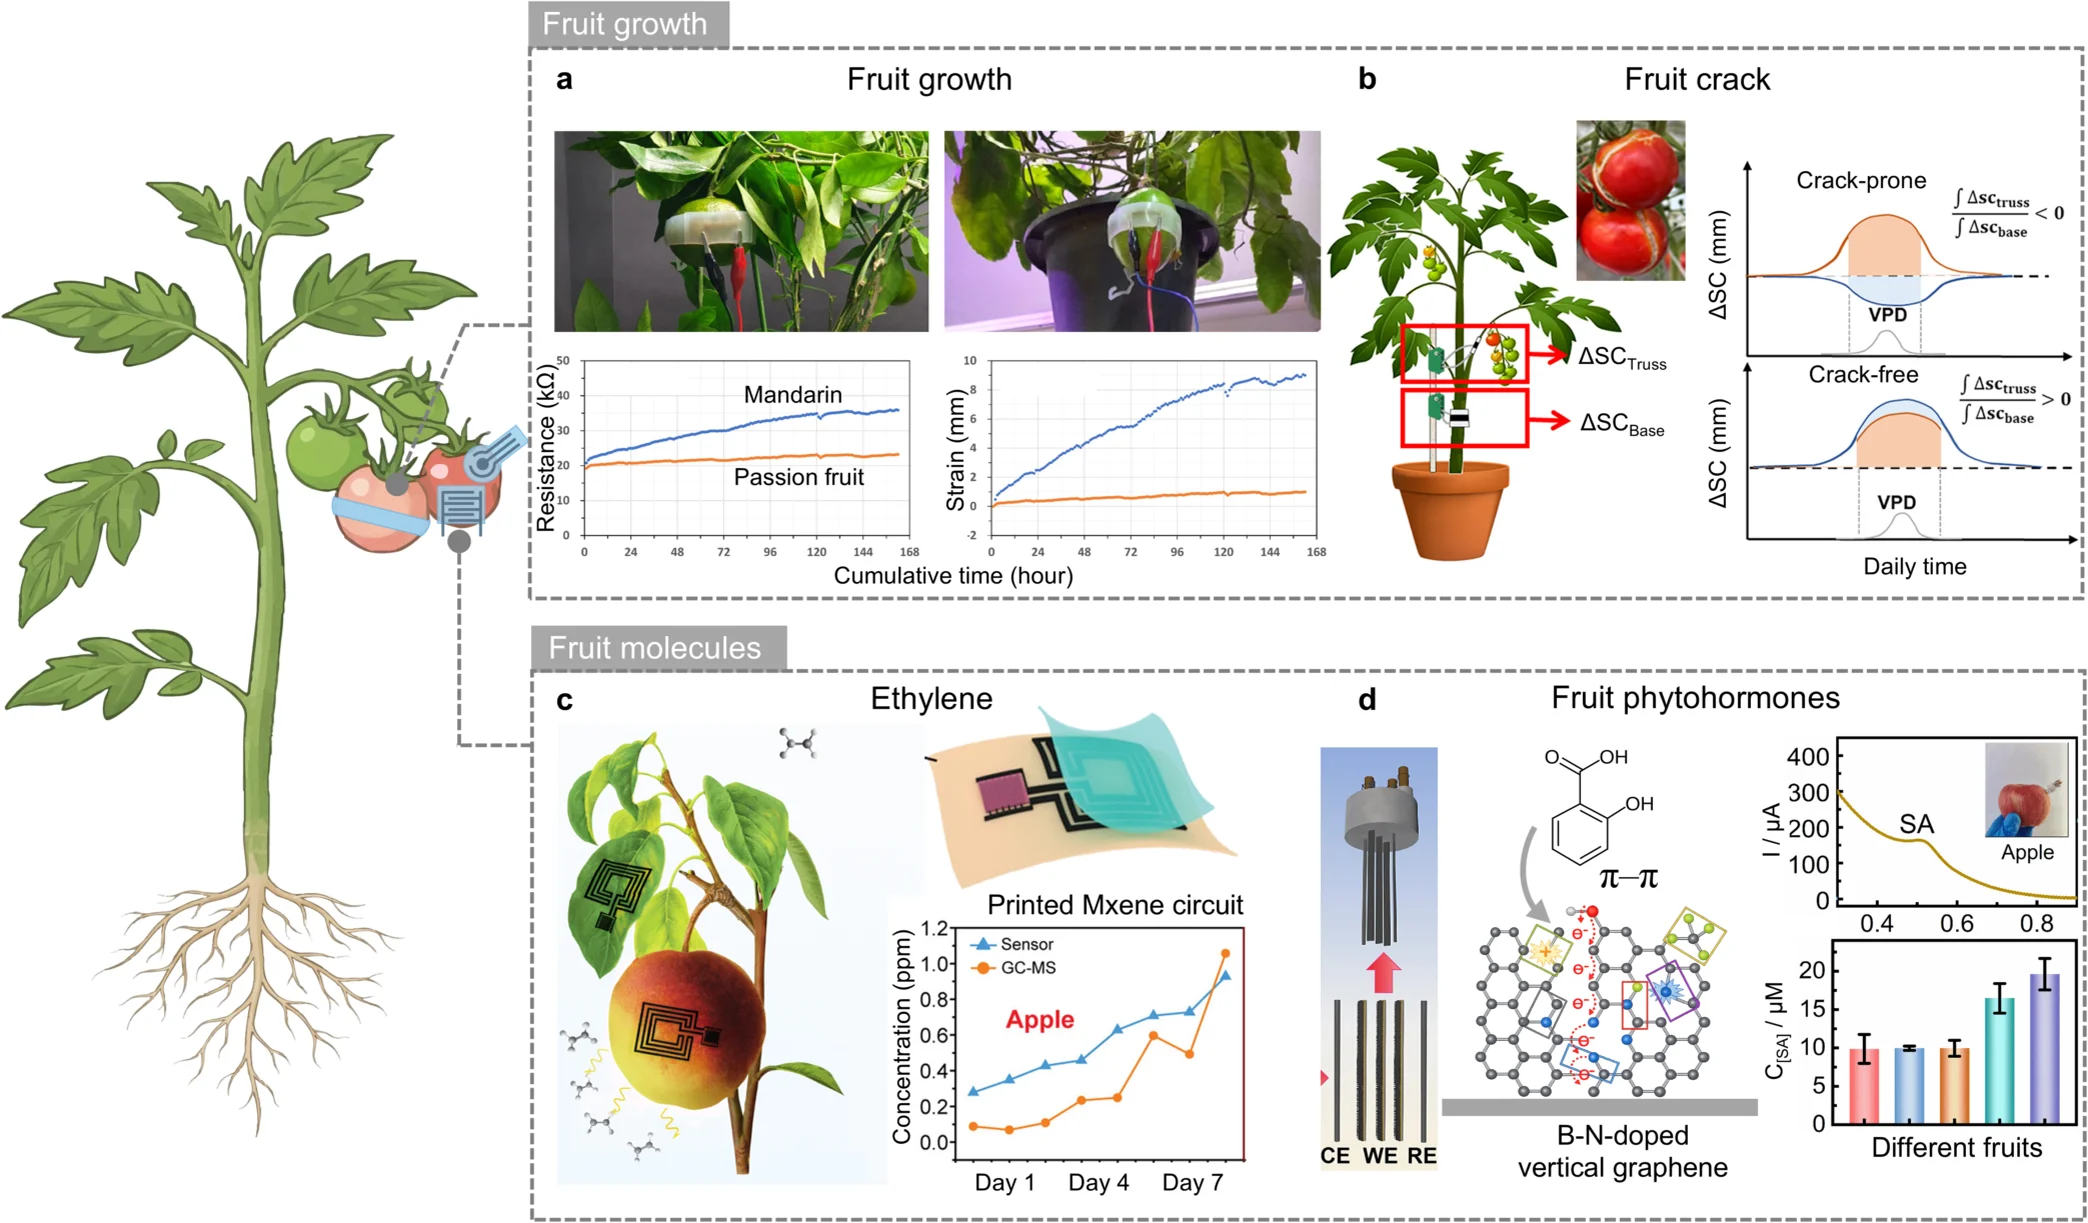 Fruit growth
a
Fruit growth
Resistance (kΩ)
50
40
30
20
10
0
Mandarin
Passion fruit
0 24 48 72 96 120 144 168
Strain (mm)
10
8
6
4
2
0
-2
0 24 48 72 96 120 144 168
Cumulative time (hour)
b
Fruit crack
ΔSC_Truss
ΔSC_Base
ΔSC (mm)
Crack-prone
∫ Δsc_truss
∫ Δsc_base
< 0
VPD
ΔSC (mm)
Crack-free
∫ Δsc_truss
∫ Δsc_base
> 0
VPD
Daily time
Fruit molecules
c
Ethylene
Printed Mxene circuit
Concentration (ppm)
1.2
1.0
0.8
0.6
0.4
0.2
0.0
Sensor
GC-MS
Apple
Day 1 Day 4 Day 7
d
Fruit phytohormones
CE WE RE
O
OH
OH
π–π
e⁻
e⁻
e⁻
e⁻
e⁻
+
B-N-doped
vertical graphene
I / μA
400
300
200
100
0
SA
Apple
0.4 0.6 0.8
C_[SA] / μM
20
15
10
5
0
Different fruits